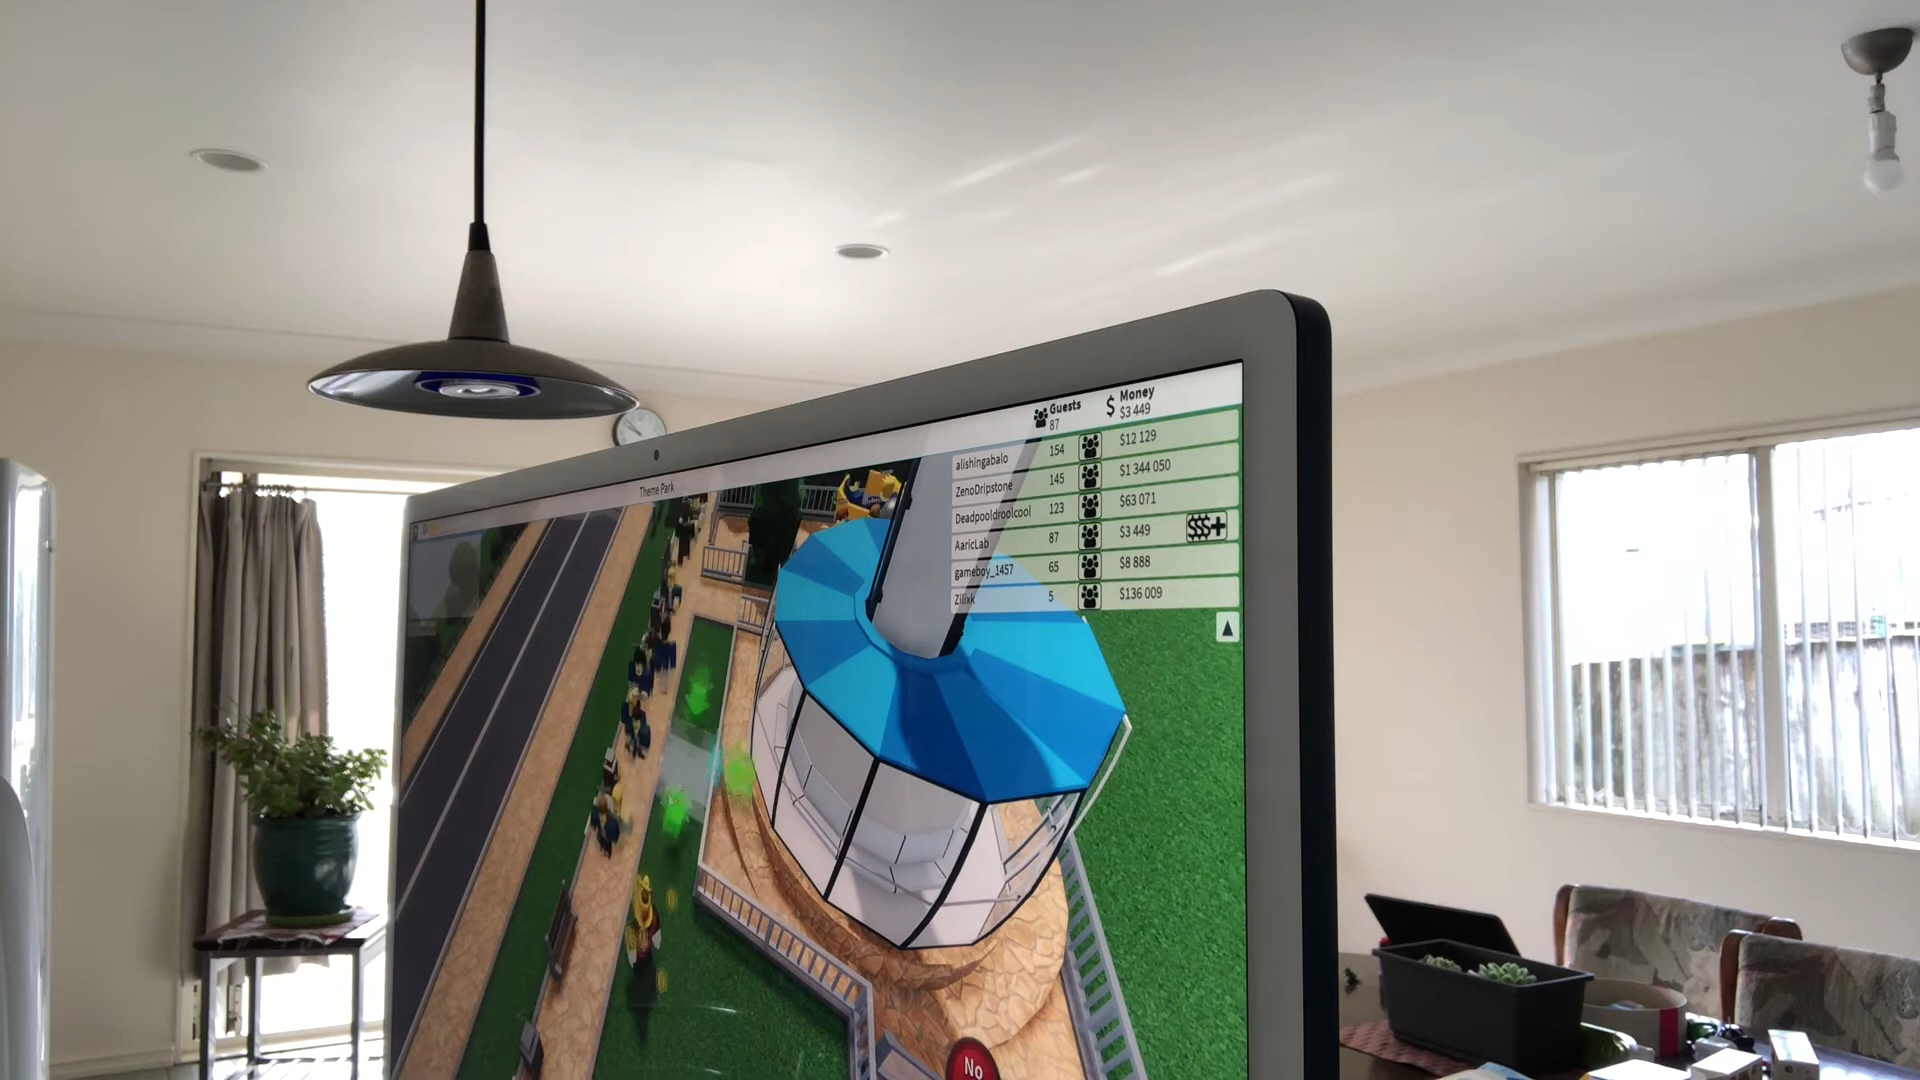 Guests
87
$ Money
$3 449
Theme Park
alishingabalo 154 $12 129
ZenoDripstone 145 $1 344 050
Deadpooldroolcool 123 $63 071
AaricLab 87 $3 449 $$$+
gameboy_1457 65 $8 888
Zilixk 5 $136 009
No